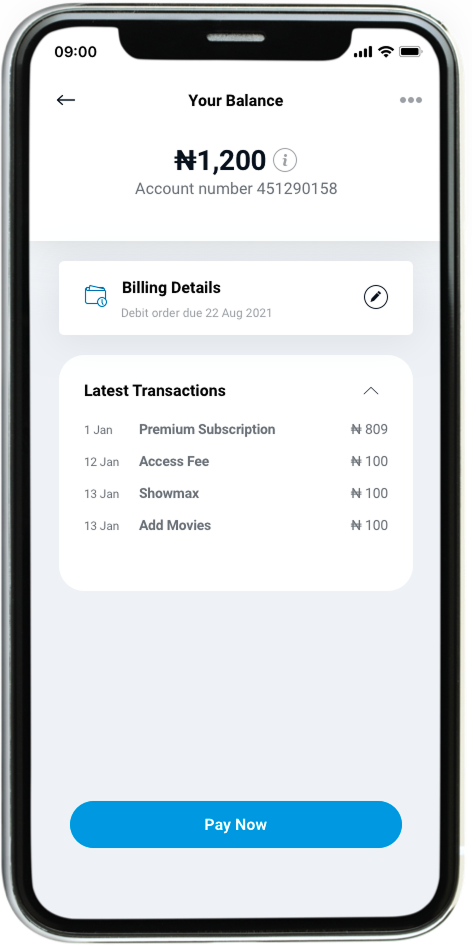 09:00
Your Balance
₦1,200
Account number 451290158
Billing Details
Debit order due 22 Aug 2021
Latest Transactions
1 Jan Premium Subscription ₦ 809
12 Jan Access Fee ₦ 100
13 Jan Showmax ₦ 100
13 Jan Add Movies ₦ 100
Pay Now